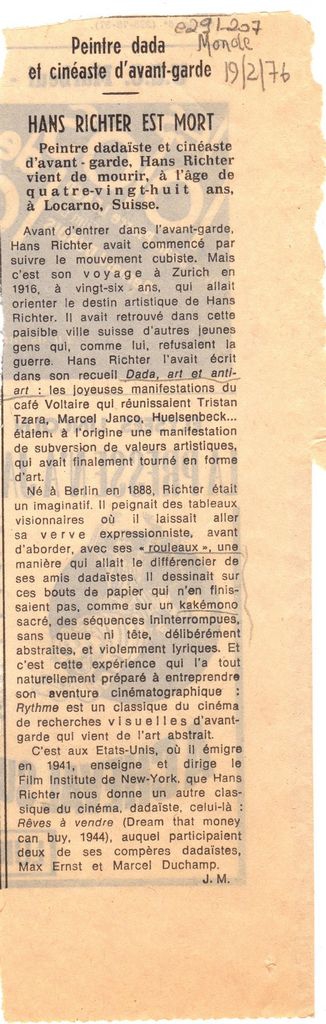 e291-207
Peintre dada
Monde
et cinéaste d'avant-garde
19/2/76
HANS RICHTER EST MORT
Peintre dadaïste et cinéaste
d'avant-garde, Hans Richter
vient de mourir, à l'âge de
quatre-vingt-huit ans,
à Locarno, Suisse.
Avant d'entrer dans l'avant-garde,
Hans Richter avait commencé par
suivre le mouvement cubiste. Mais
c'est son voyage à Zurich en
1916, à vingt-six ans, qui allait
orienter le destin artistique de Hans
Richter. Il avait retrouvé dans cette
paisible ville suisse d'autres jeunes
gens qui, comme lui, refusaient la
guerre. Hans Richter l'avait écrit
dans son recueil Dada, art et anti-
art : les joyeuses manifestations du
café Voltaire qui réunissaient Tristan
Tzara, Marcel Janco, Huelsenbeck...
étaient à l'origine une manifestation
de subversion de valeurs artistiques,
qui avait finalement tourné en forme
d'art.
Né à Berlin en 1888, Richter était
un imaginatif. Il peignait des tableaux
visionnaires où il laissait aller
sa verve expressionniste, avant
d'aborder, avec ses « rouleaux », une
manière qui allait le différencier de
ses amis dadaïstes. Il dessinait sur
ces bouts de papier qui n'en finis-
saient pas, comme sur un kakémono
sacré, des séquences ininterrompues,
sans queue ni tête, délibérément
abstraites, et violemment lyriques. Et
c'est cette expérience qui l'a tout
naturellement préparé à entreprendre
son aventure cinématographique :
Rythme est un classique du cinéma
de recherches visuelles d'avant-
garde qui vient de l'art abstrait.
C'est aux Etats-Unis, où il émigre
en 1941, enseigne et dirige le
Film Institute de New-York, que Hans
Richter nous donne un autre clas-
sique du cinéma, dadaïste, celui-là :
Rêves à vendre (Dream that money
can buy, 1944), auquel participaient
deux de ses compères dadaïstes,
Max Ernst et Marcel Duchamp.
J. M.